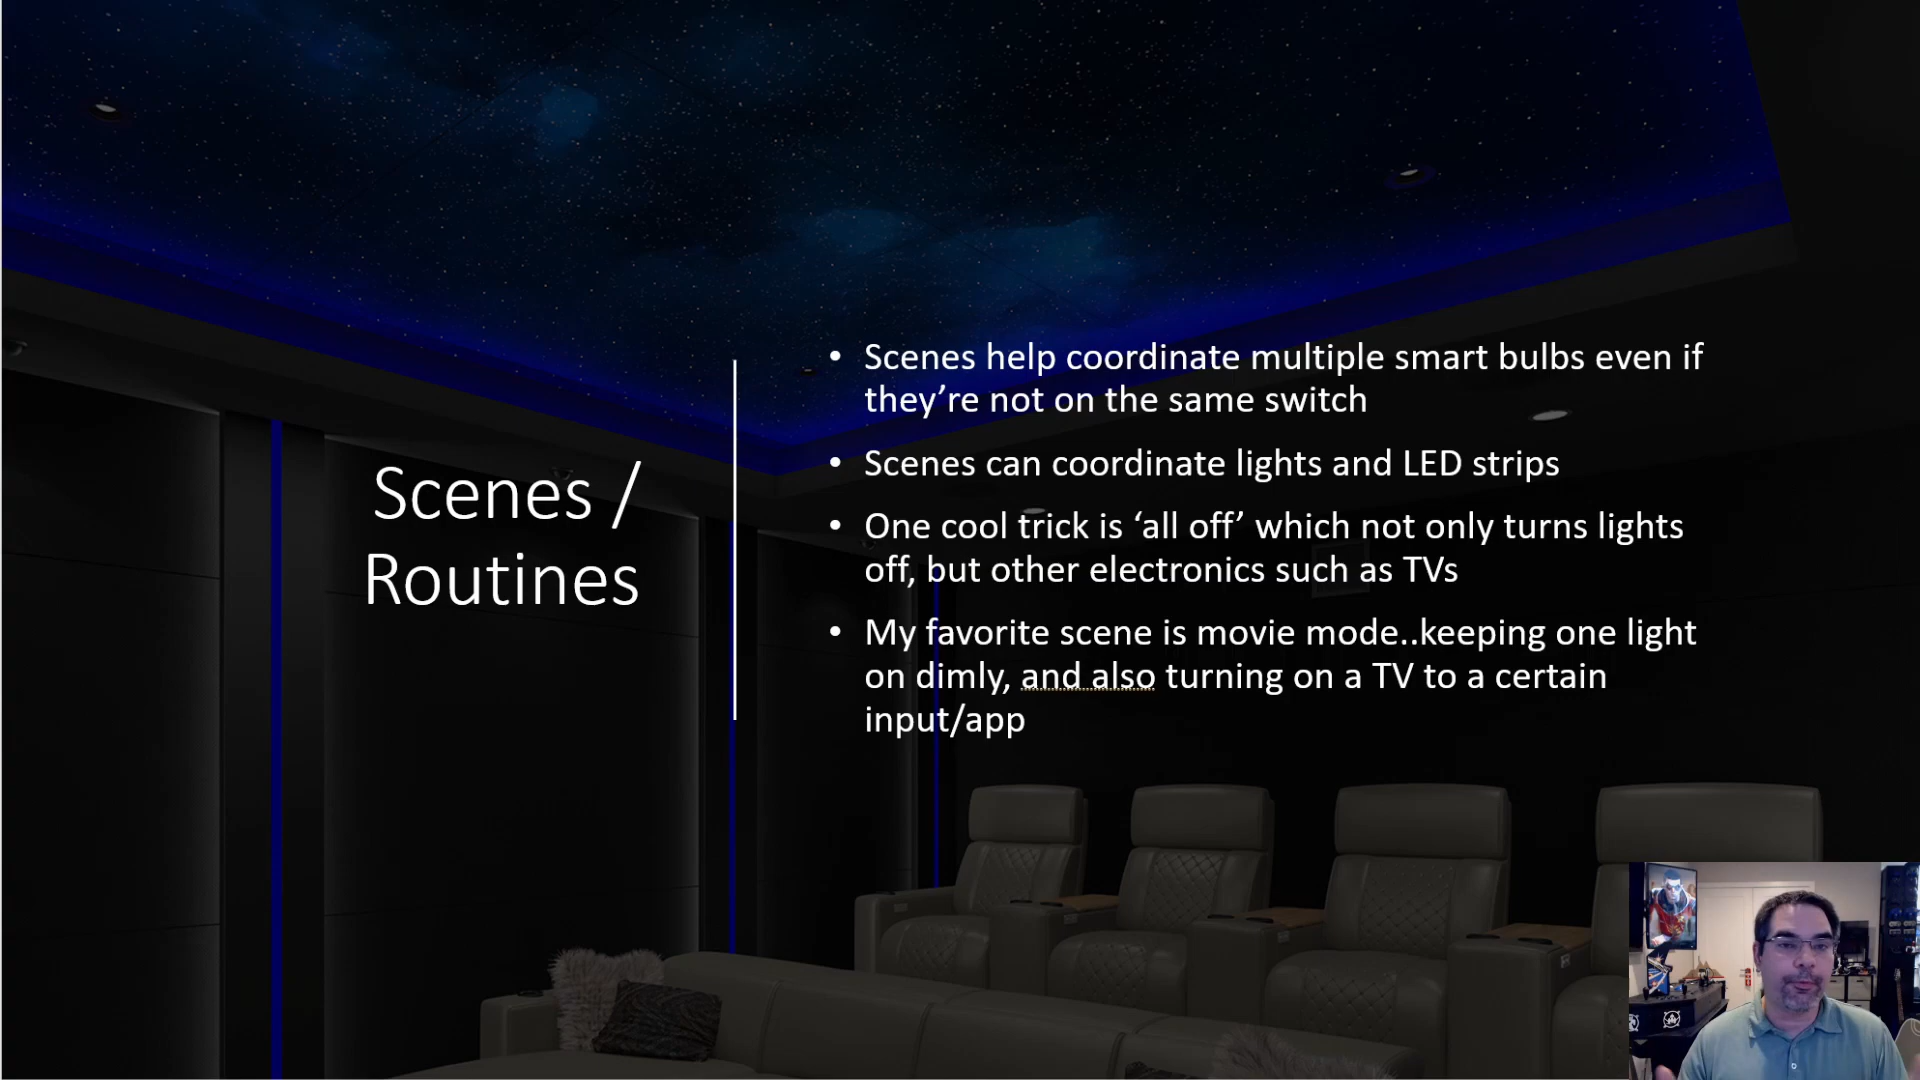 Scenes /
Routines
• Scenes help coordinate multiple smart bulbs even if
they’re not on the same switch
• Scenes can coordinate lights and LED strips
• One cool trick is ‘all off’ which not only turns lights
off, but other electronics such as TVs
• My favorite scene is movie mode..keeping one light
on dimly, and also turning on a TV to a certain
input/app